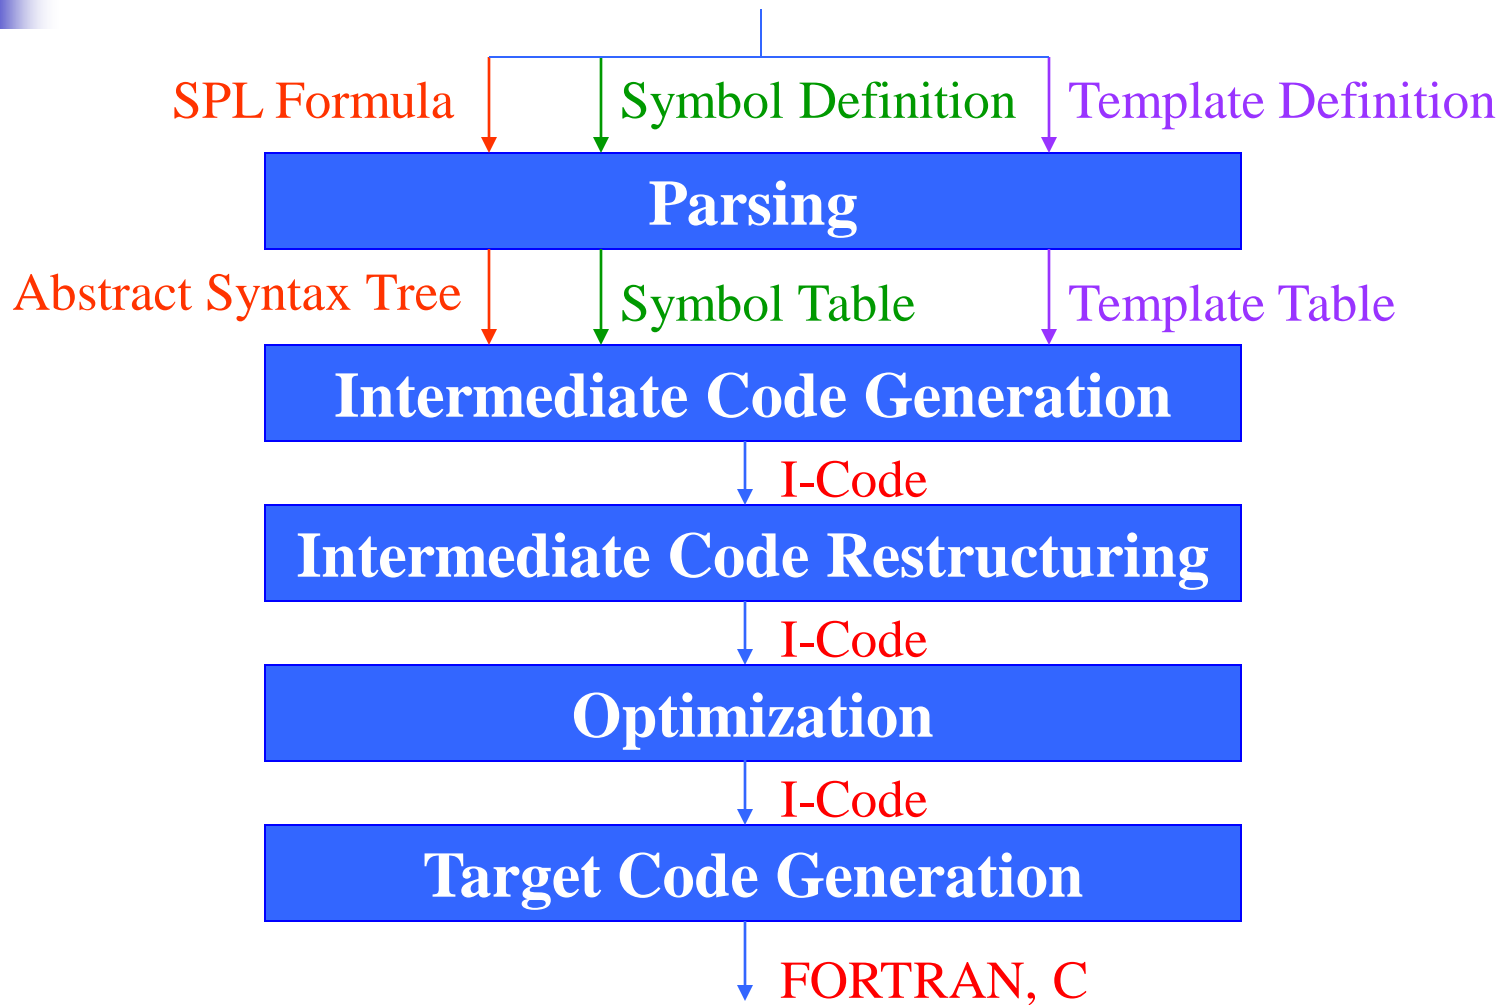 SPL Formula
Symbol Definition
Template Definition
Parsing
Abstract Syntax Tree
Symbol Table
Template Table
Intermediate Code Generation
I-Code
Intermediate Code Restructuring
I-Code
Optimization
I-Code
Target Code Generation
FORTRAN, C